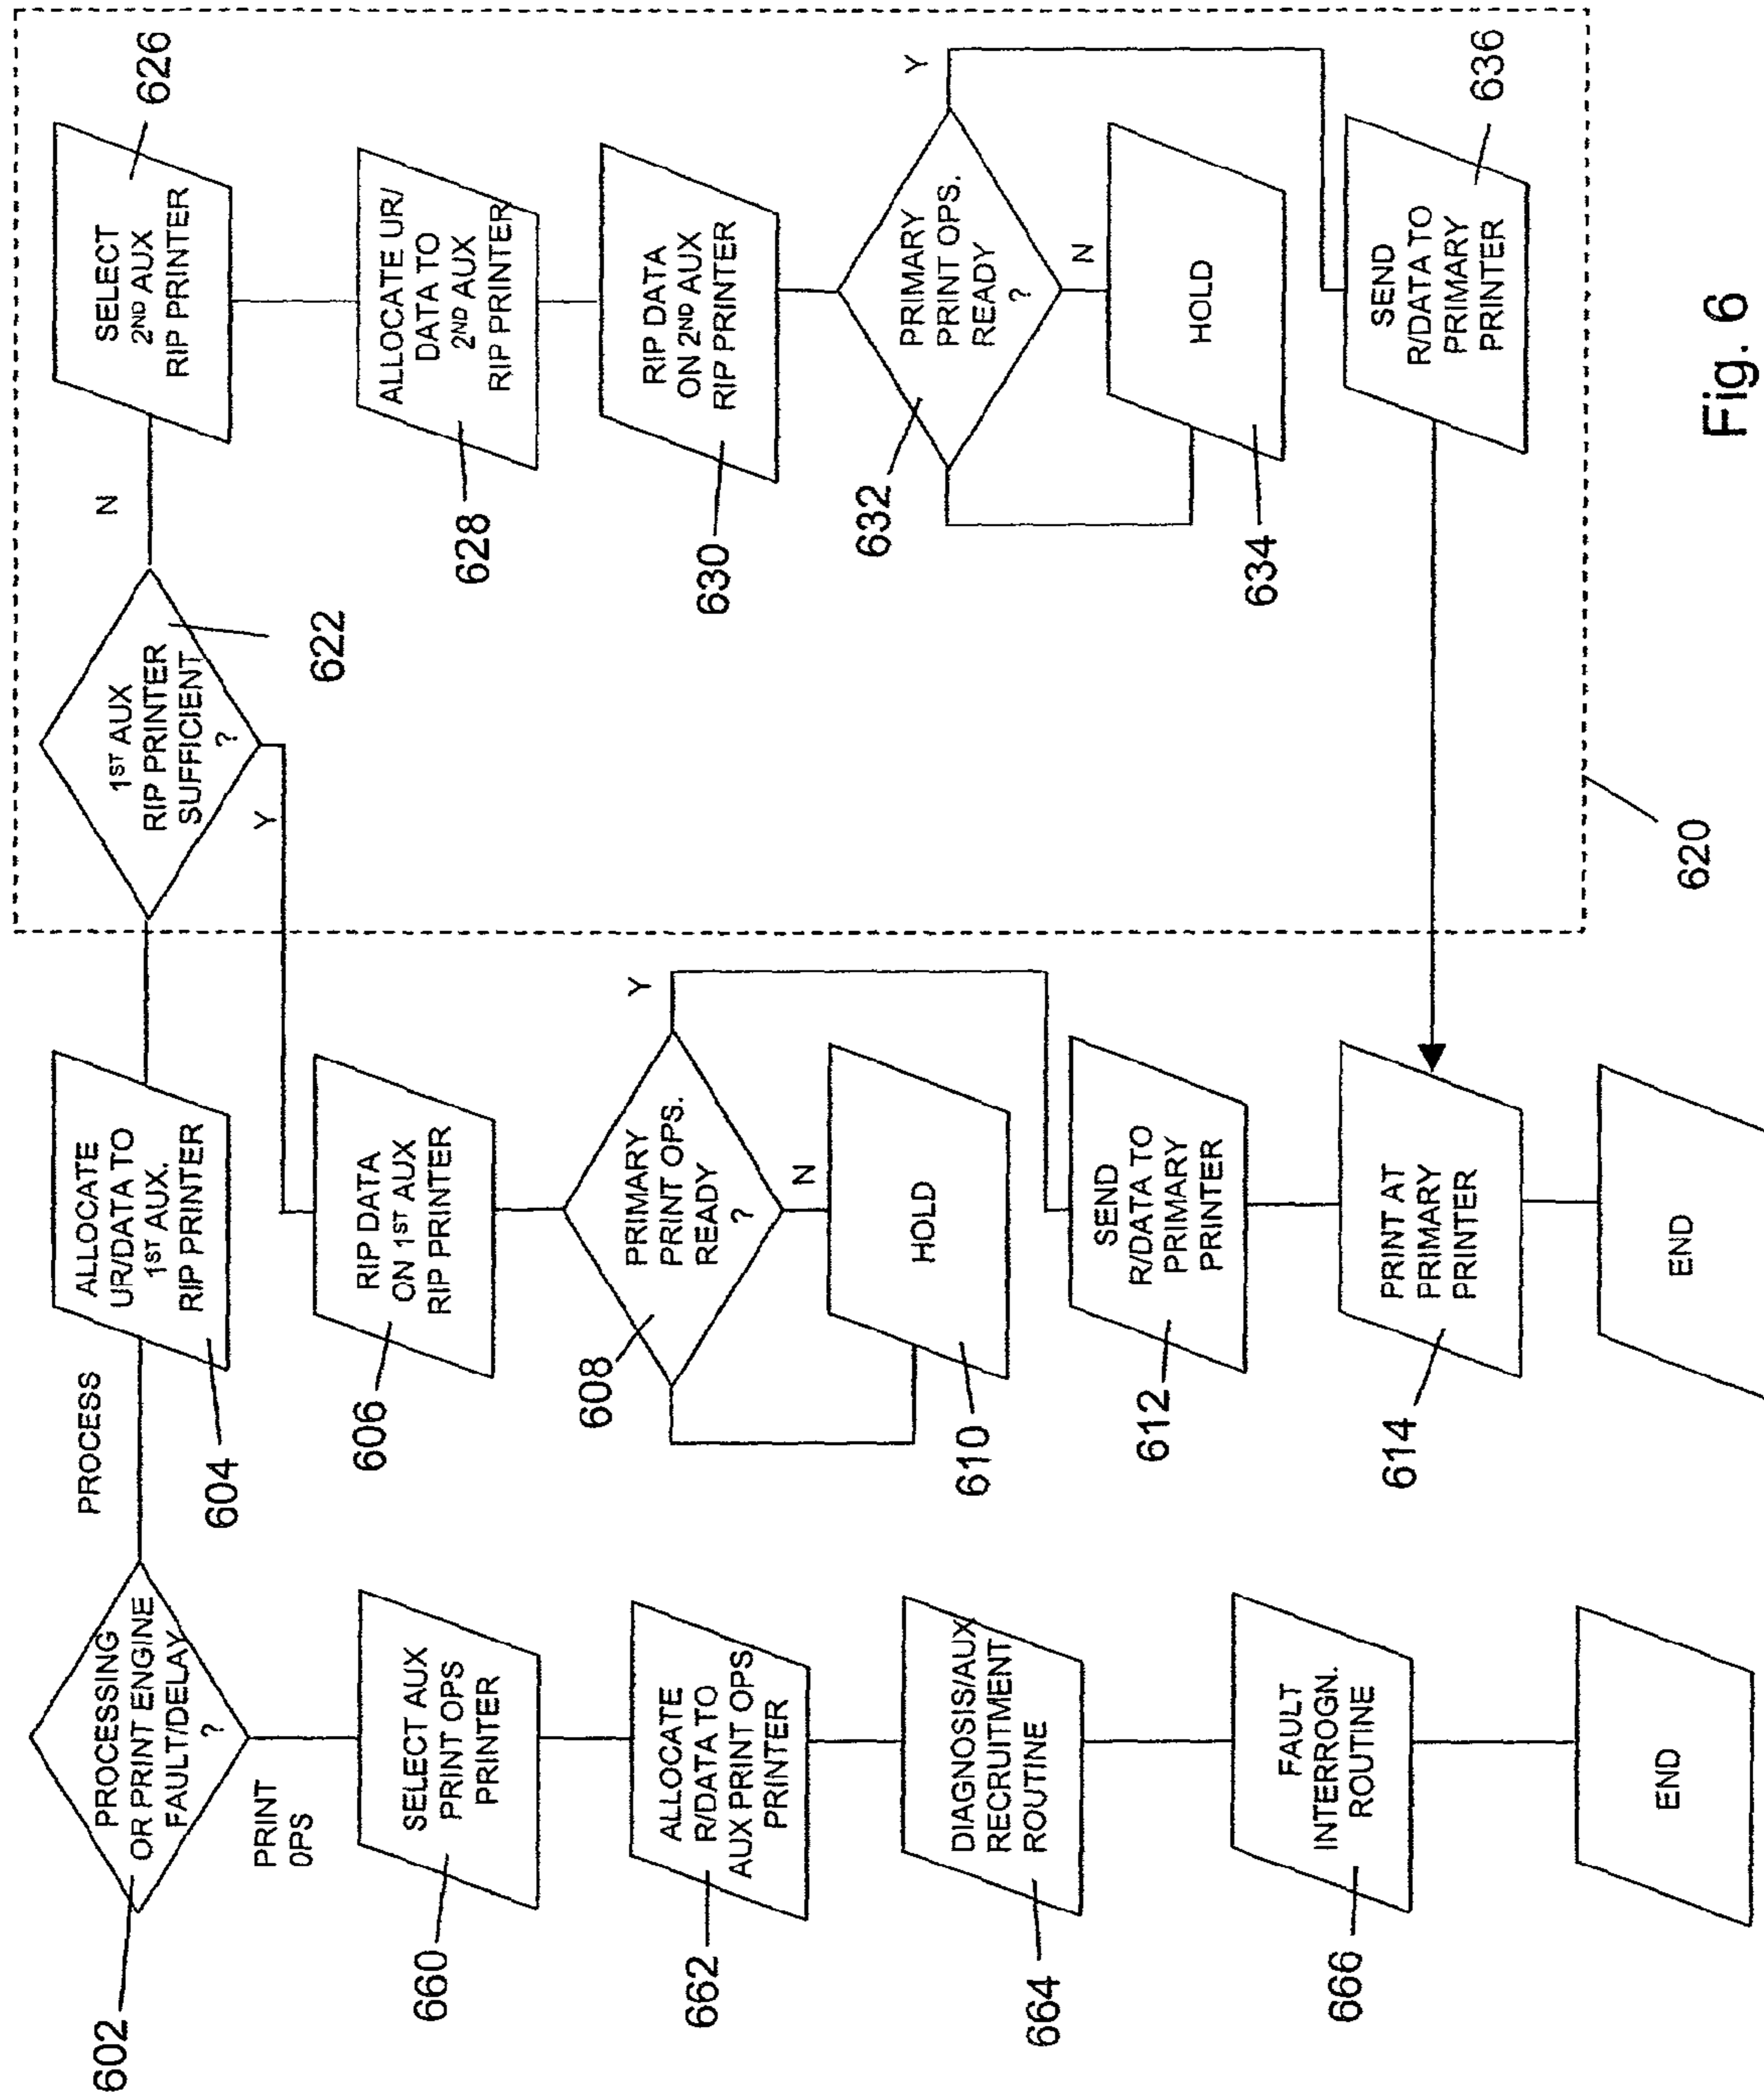 602
PROCESSING
OR PRINT ENGINE
FAULT/DELAY
?
PRINT
0PS
660
SELECT AUX
PRINT OPS
PRINTER
662
ALLOCATE
R/DATA TO
AUX PRINT OPS
PRINTER
664
DIAGNOSIS/AUX
RECRUITMENT
ROUTINE
666
FAULT
INTERROGN.
ROUTINE
END
PROCESS
604
ALLOCATE
UR/DATA TO
1ST AUX.
RIP PRINTER
606
RIP DATA
ON 1ST AUX
RIP PRINTER
608
PRIMARY
PRINT OPS.
READY
?
Y
N
610
HOLD
612
SEND
R/DATA TO
PRIMARY
PRINTER
614
PRINT AT
PRIMARY
PRINTER
END
1ST AUX
RIP PRINTER
SUFFICIENT
?
622
Y
N
SELECT
2ND AUX
RIP PRINTER
626
628
ALLOCATE UR/
DATA TO
2ND AUX
RIP PRINTER
630
RIP DATA
ON 2ND AUX
RIP PRINTER
632
PRIMARY
PRINT OPS.
READY
?
Y
N
634
HOLD
SEND
R/DATA TO
PRIMARY
PRINTER
636
620
Fig. 6